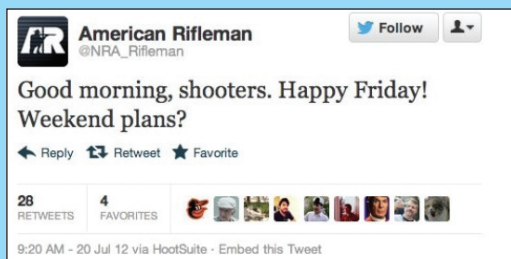 AR
American Rifleman
@NRA_Rifleman
Follow
Good morning, shooters. Happy Friday!
Weekend plans?
Reply Retweet Favorite
28
RETWEETS
4
FAVORITES
9:20 AM - 20 Jul 12 via HootSuite · Embed this Tweet